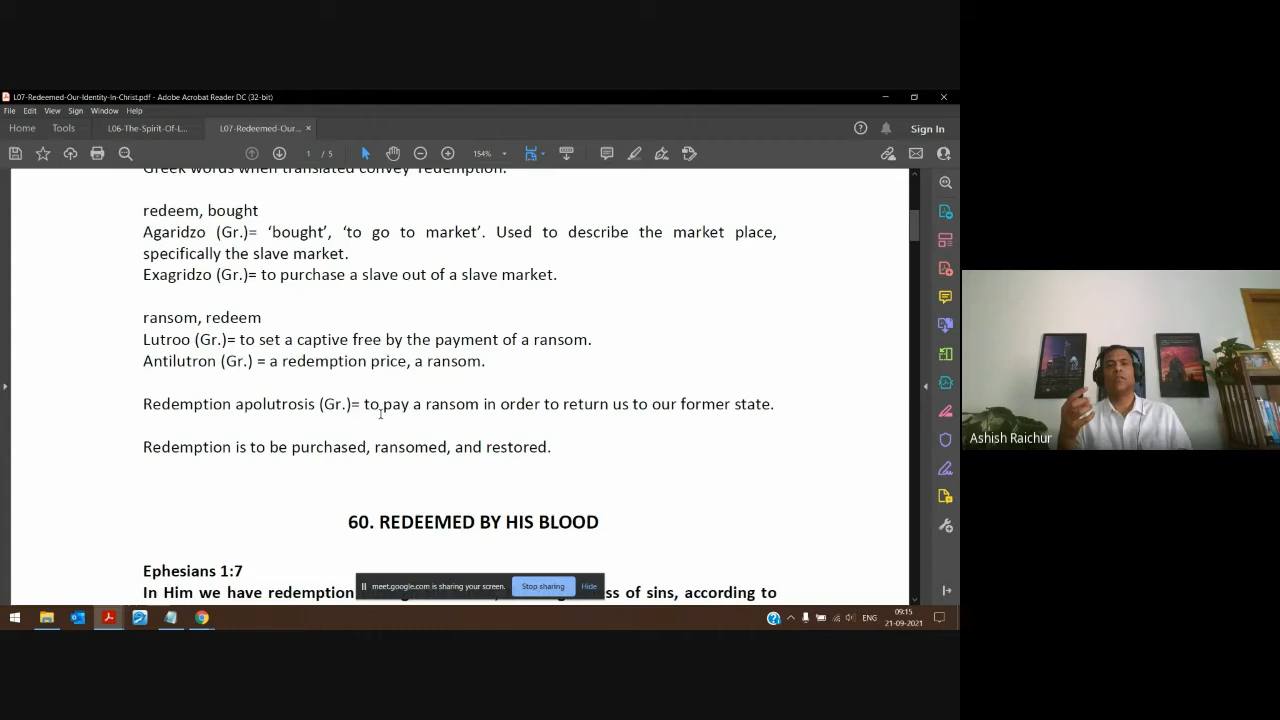 L07-Redeemed-Our-Identity-In-Christ.pdf - Adobe Acrobat Reader DC (32-bit)
File Edit View Sign Window Help
Home Tools L06-The-Spirit-Of-L... L07-Redeemed-Our... × Sign In
1 / 5 154%
Greek words when translated convey 'redemption.
redeem, bought
Agaridzo (Gr.)= ‘bought’, ‘to go to market’. Used to describe the market place,
specifically the slave market.
Exagridzo (Gr.)= to purchase a slave out of a slave market.
ransom, redeem
Lutroo (Gr.)= to set a captive free by the payment of a ransom.
Antilutron (Gr.) = a redemption price, a ransom.
Redemption apolutrosis (Gr.)= to pay a ransom in order to return us to our former state.
Redemption is to be purchased, ransomed, and restored.
60. REDEEMED BY HIS BLOOD
Ephesians 1:7
In Him we have redemption ss of sins, according to
meet.google.com is sharing your screen. Stop sharing Hide
ENG 09:15
21-09-2021
Ashish Raichur